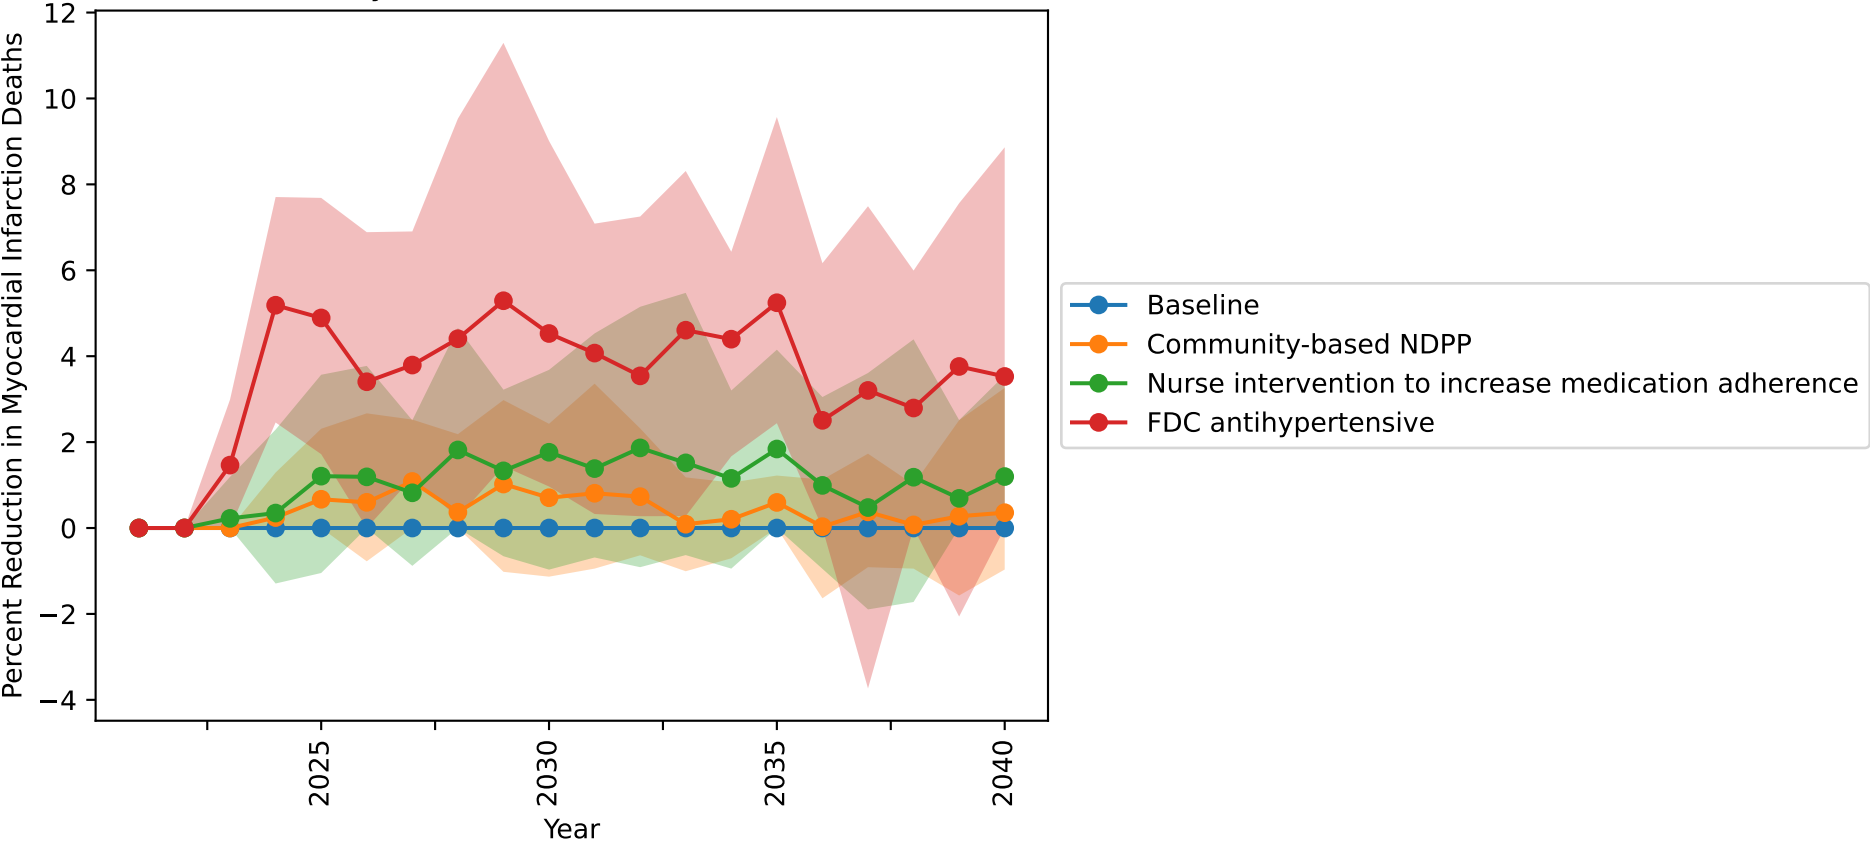 Percent Reduction in Myocardial Infarction Deaths
12
10
8
6
4
2
0
−2
−4
2025
2030
2035
2040
Year
Baseline
Community-based NDPP
Nurse intervention to increase medication adherence
FDC antihypertensive